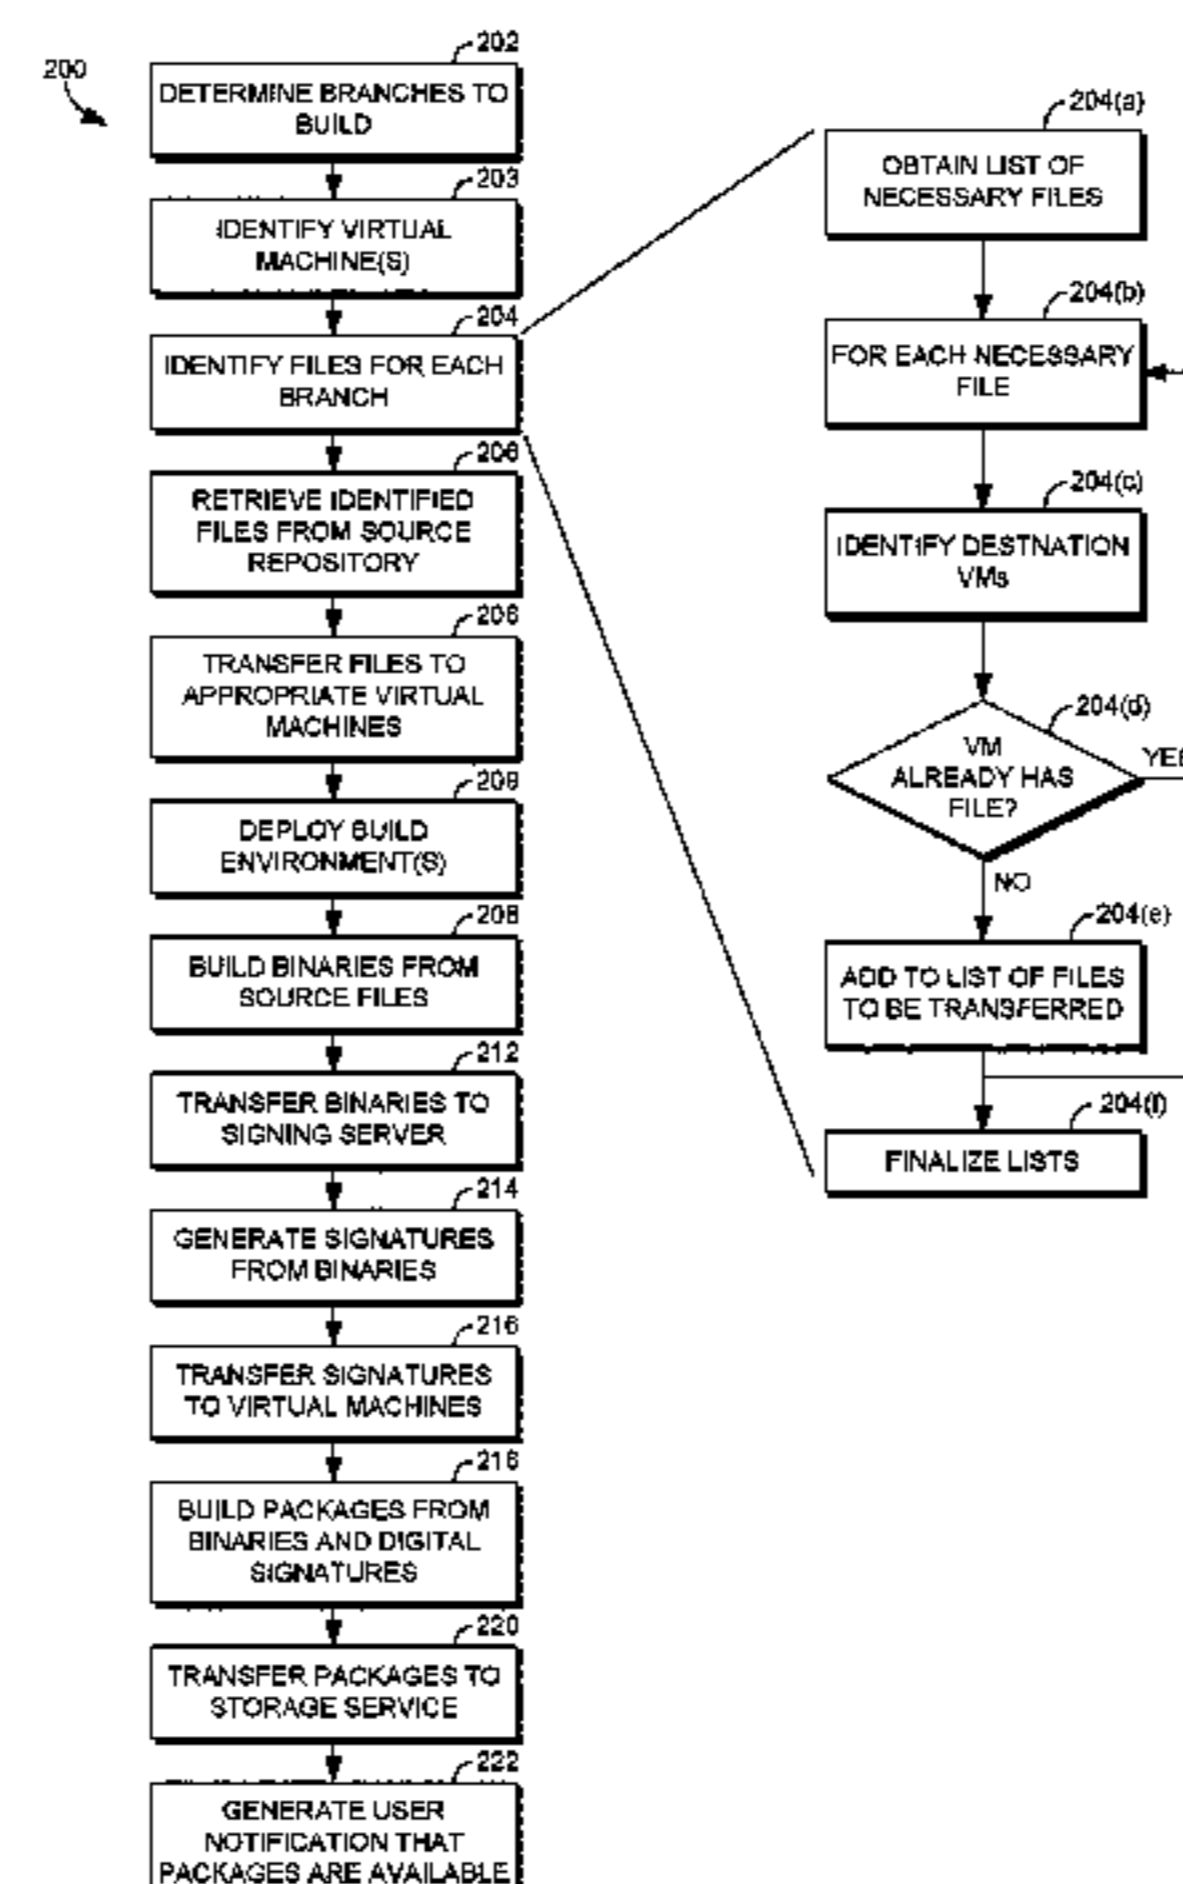 200
202
DETERMINE BRANCHES TO
BUILD
203
IDENTIFY VIRTUAL
MACHINE(S)
204
IDENTIFY FILES FOR EACH
BRANCH
206
RETRIEVE IDENTIFIED
FILES FROM SOURCE
REPOSITORY
TRANSFER FILES TO
APPROPRIATE VIRTUAL
MACHINES
DEPLOY BUILD
ENVIRONMENT(S)
BUILD BINARIES FROM
SOURCE FILES
212
TRANSFER BINARIES TO
SIGNING SERVER
214
GENERATE SIGNATURES
FROM BINARIES
216
TRANSFER SIGNATURES
TO VIRTUAL MACHINES
BUILD PACKAGES FROM
BINARIES AND DIGITAL
SIGNATURES
220
TRANSFER PACKAGES TO
STORAGE SERVICE
222
GENERATE USER
NOTIFICATION THAT
PACKAGES ARE AVAILABLE
204(a)
OBTAIN LIST OF
NECESSARY FILES
204(b)
FOR EACH NECESSARY
FILE
204(c)
IDENTIFY DESTNATION
VMs
204(d)
VM
ALREADY HAS
FILE?
NO
204(e)
ADD TO LIST OF FILES
TO BE TRANSFERRED
204(f)
FINALIZE LISTS